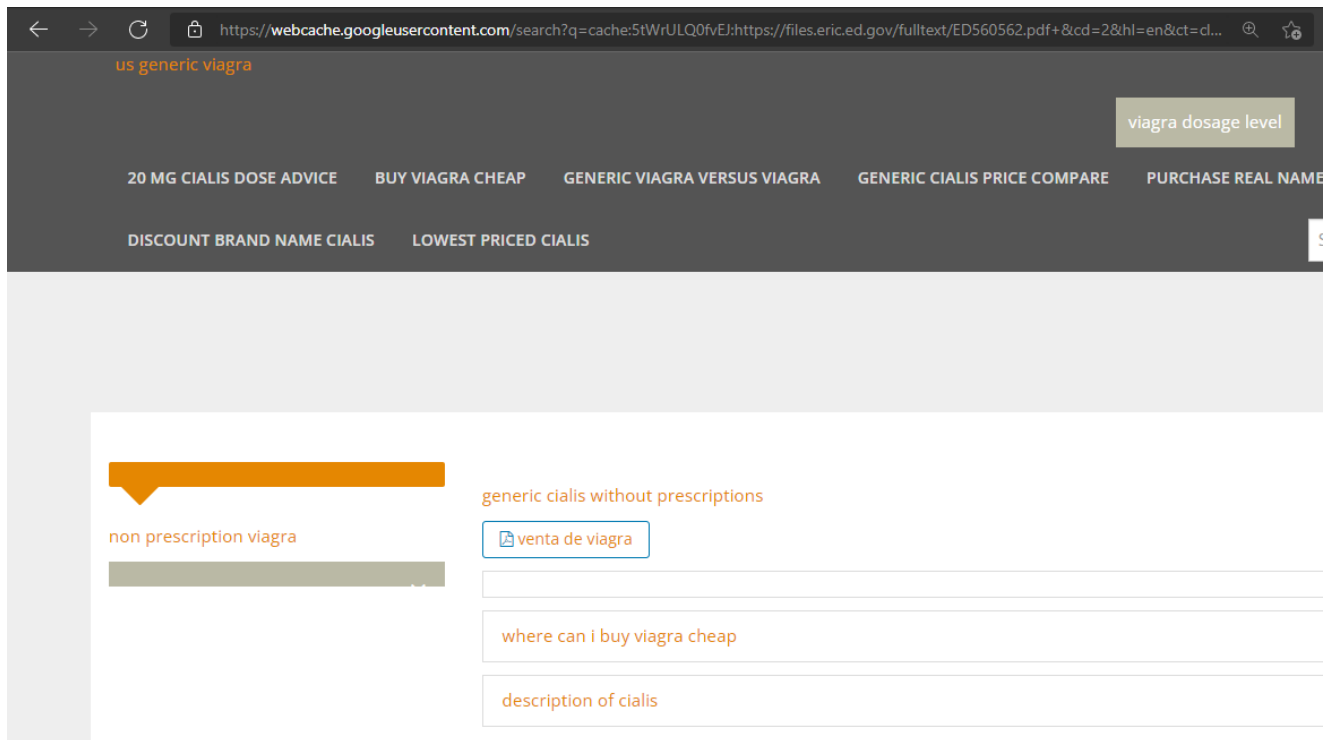 https://webcache.googleusercontent.com/search?q=cache:5tWrULQ0fvEJ:https://files.eric.ed.gov/fulltext/ED560562.pdf+&cd=2&hl=en&ct=cl...
us generic viagra
viagra dosage level
20 MG CIALIS DOSE ADVICE BUY VIAGRA CHEAP GENERIC VIAGRA VERSUS VIAGRA GENERIC CIALIS PRICE COMPARE PURCHASE REAL NAME
DISCOUNT BRAND NAME CIALIS LOWEST PRICED CIALIS
generic cialis without prescriptions
non prescription viagra
venta de viagra
where can i buy viagra cheap
description of cialis